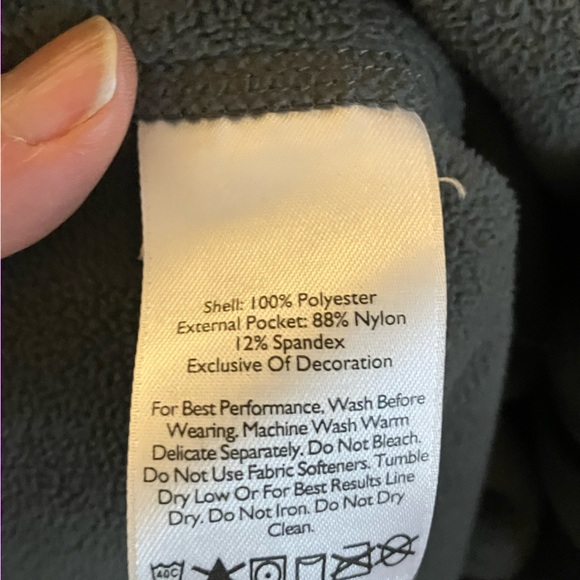 Shell: 100% Polyester
External Pocket: 88% Nylon
12% Spandex
Exclusive Of Decoration
For Best Performance, Wash Before
Wearing. Machine Wash Warm
Delicate Separately. Do Not Bleach.
Do Not Use Fabric Softeners. Tumble
Dry Low Or For Best Results Line
Dry. Do Not Iron. Do Not Dry
Clean.
40C